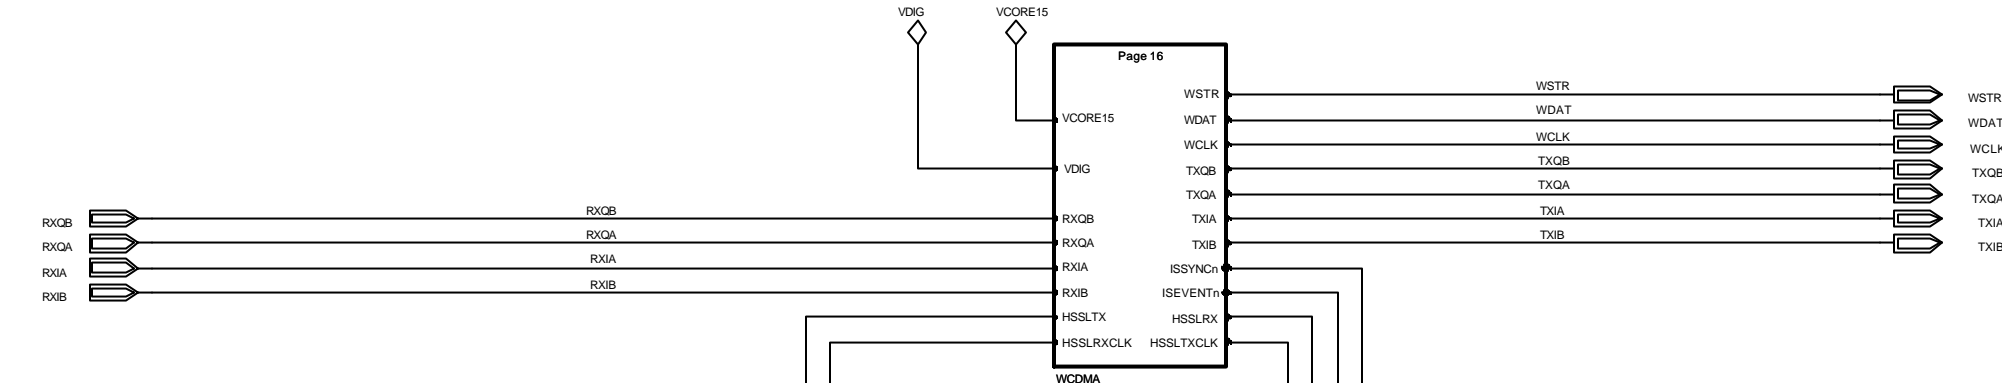 VDIG
VCORE15
Page 16
WSTR
WSTR
WSTR
VCORE15
WDAT
WDAT
WDAT
WCLK
WCLK
WCLK
VDIG
TXQB
TXQB
TXQB
TXQA
TXQA
TXQA
RXQB
RXQB
RXQB
TXIA
TXIA
TXIA
RXQA
RXQA
RXQA
TXIB
TXIB
TXIB
RXIA
RXIA
RXIA
ISSYNCn
RXIB
RXIB
RXIB
ISEVENTn
HSSLTX
HSSLRX
HSSLRXCLK
HSSLTXCLK
WCDMA